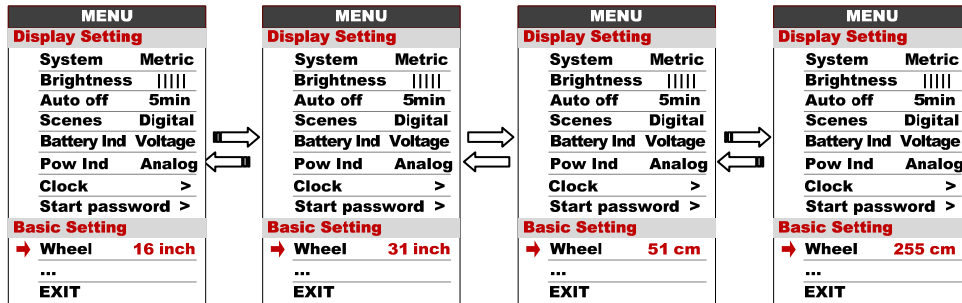 MENU
Display Setting
System Metric
Brightness |||||
Auto off 5min
Scenes Digital
Battery Ind Voltage
Pow Ind Analog
Clock >
Start password >
Basic Setting
Wheel 16 inch
...
EXIT
MENU
Display Setting
System Metric
Brightness |||||
Auto off 5min
Scenes Digital
Battery Ind Voltage
Pow Ind Analog
Clock >
Start password >
Basic Setting
Wheel 31 inch
...
EXIT
MENU
Display Setting
System Metric
Brightness |||||
Auto off 5min
Scenes Digital
Battery Ind Voltage
Pow Ind Analog
Clock >
Start password >
Basic Setting
Wheel 51 cm
...
EXIT
MENU
Display Setting
System Metric
Brightness |||||
Auto off 5min
Scenes Digital
Battery Ind Voltage
Pow Ind Analog
Clock >
Start password >
Basic Setting
Wheel 255 cm
...
EXIT